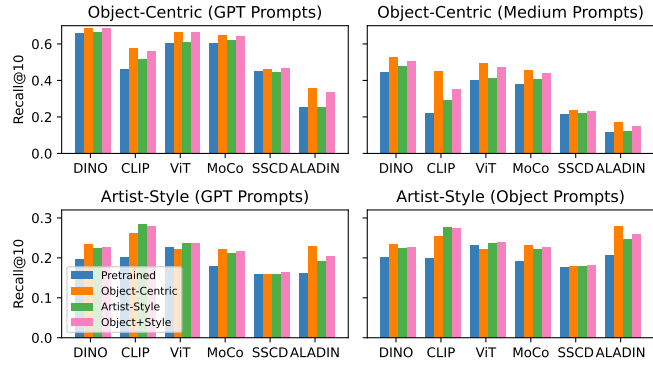 Object-Centric (GPT Prompts)
Recall@10
0.6
0.4
0.2
0.0
DINO CLIP ViT MoCo SSCD ALADIN
Object-Centric (Medium Prompts)
DINO CLIP ViT MoCo SSCD ALADIN
Artist-Style (GPT Prompts)
Recall@10
0.3
0.2
0.1
0.0
Pretrained
Object-Centric
Artist-Style
Object+Style
DINO CLIP ViT MoCo SSCD ALADIN
Artist-Style (Object Prompts)
DINO CLIP ViT MoCo SSCD ALADIN